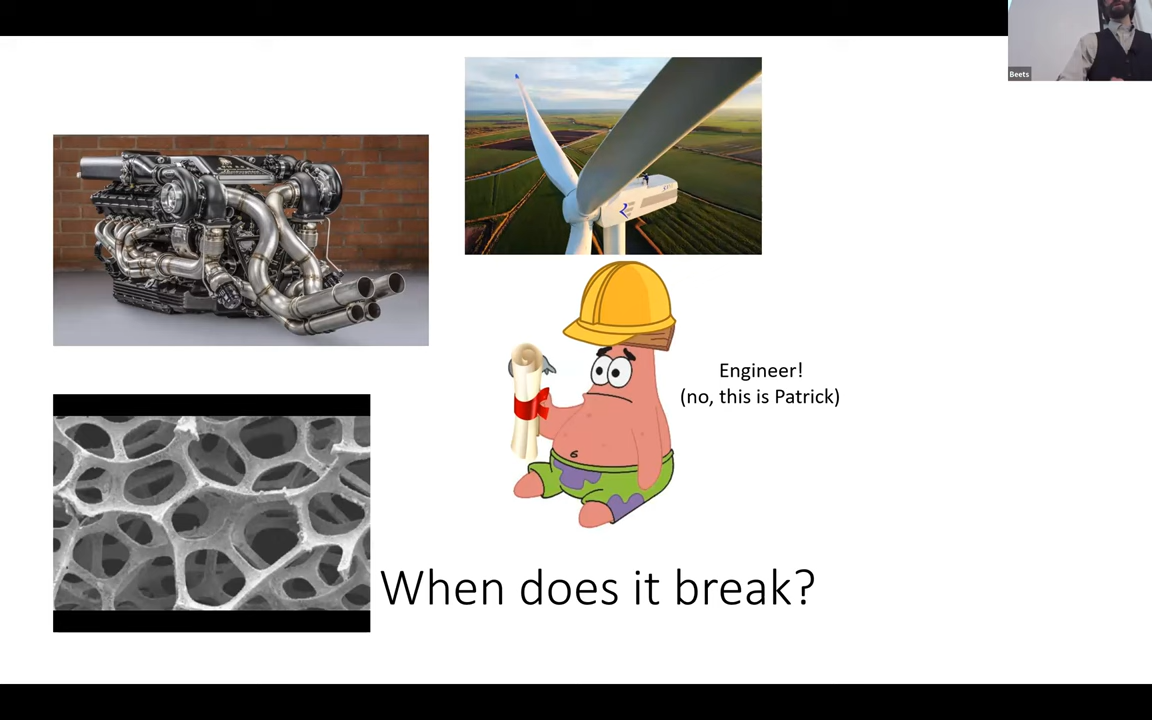 Beets
Engineer!
(no, this is Patrick)
When does it break?